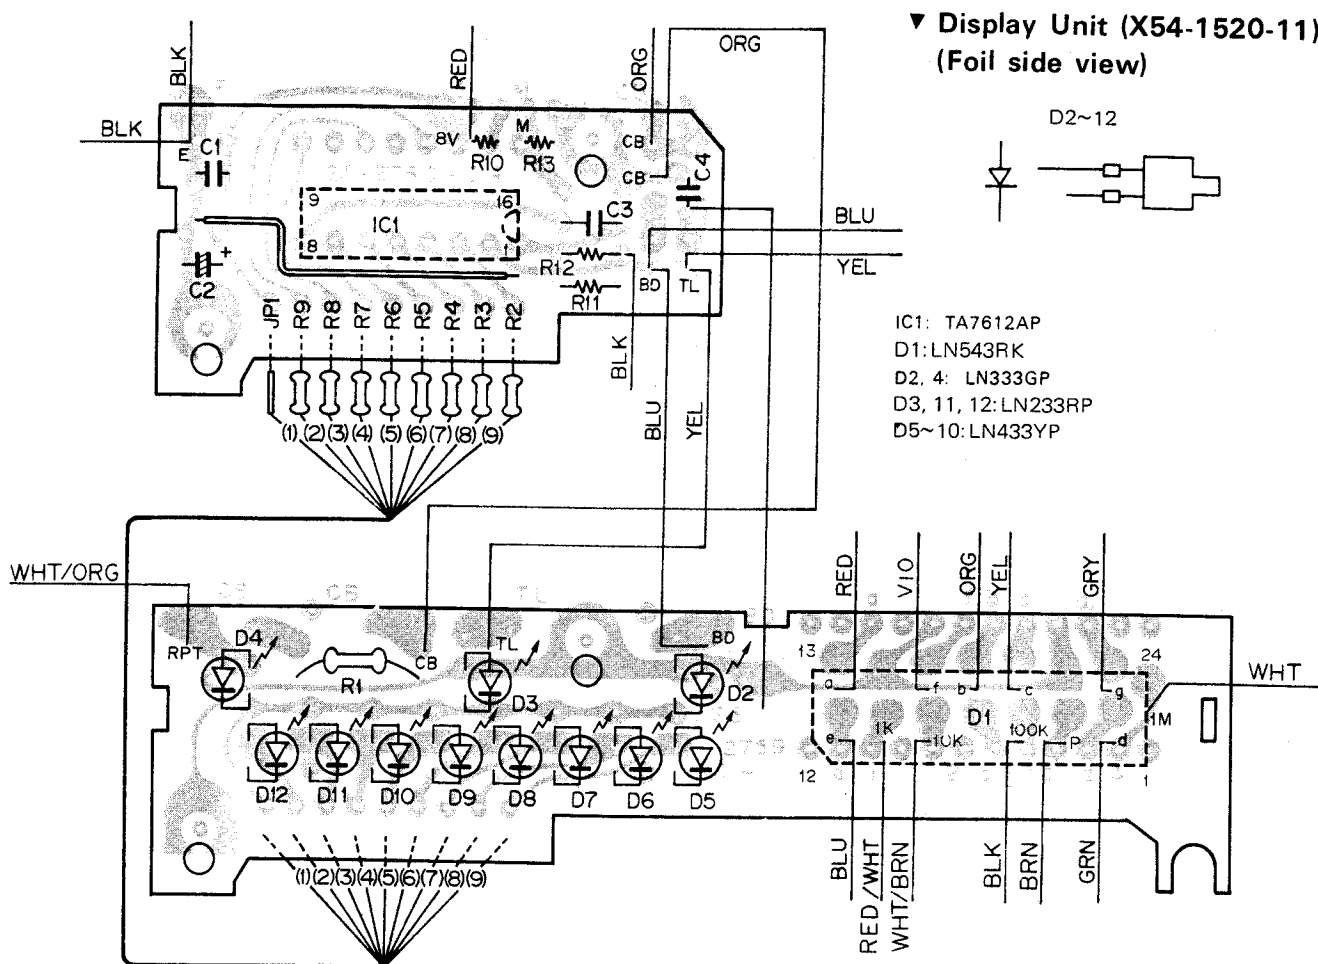 ▼ Display Unit (X54-1520-11)
(Foil side view)
D2~12
IC1: TA7612AP
D1: LN543RK
D2, 4: LN333GP
D3, 11, 12: LN233RP
D5~10: LN433YP
BLK
RED
ORG
ORG
BLK
E
C1
8V
R10
M
R13
CB
CB
C4
9
16
IC1
8
1
C3
BLU
YEL
C2
+
R12
R11
BD
TL
JP1
R9
R8
R7
R6
R5
R4
R3
R2
BLK
BLU
YEL
(1) (2) (3) (4) (5) (6) (7) (8) (9)
WHT/ORG
CB
TL
RED
VIO
ORG
YEL
GRY
RPT
D4
R1
CB
TL
D3
BD
D2
13
24
WHT
a
f
b
c
g
D1
1M
e
1K
10K
100K
P
d
12
1
2759
D12
D11
D10
D9
D8
D7
D6
D5
(1) (2) (3) (4) (5) (6) (7) (8) (9)
BLU
RED/WHT
WHT/BRN
BLK
BRN
GRN